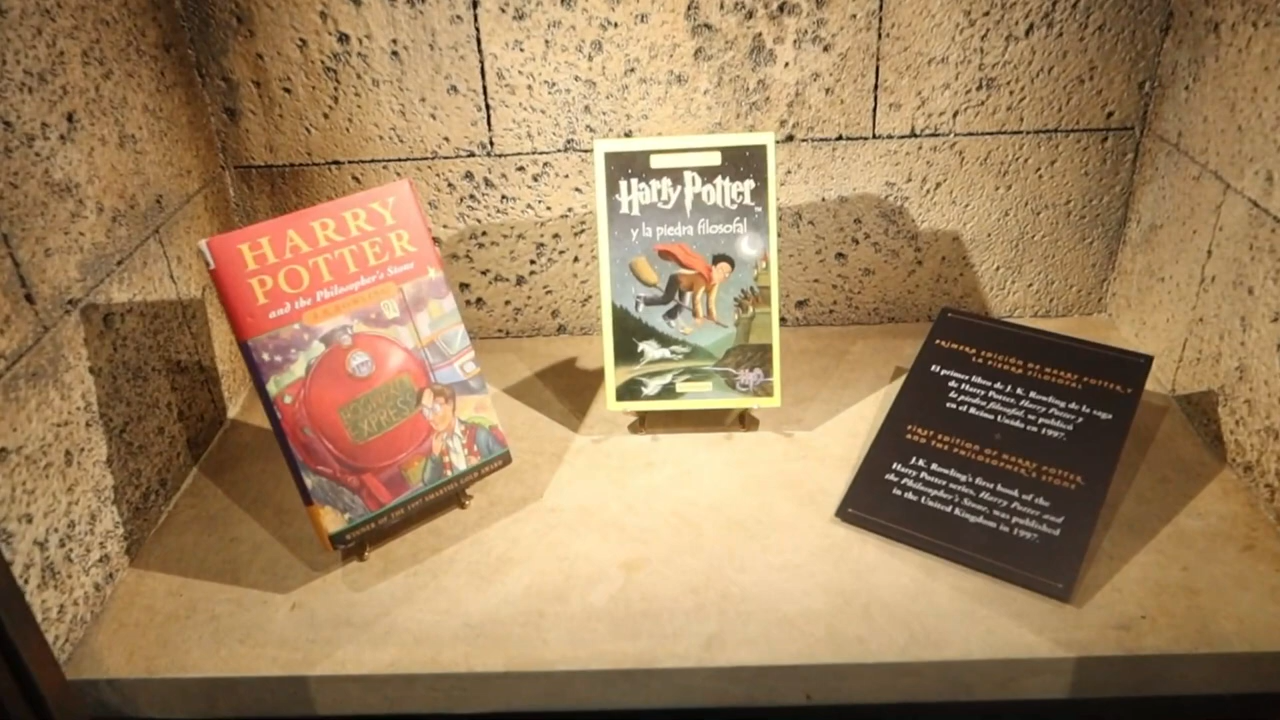 HARRY
POTTER
and the Philosopher's Stone
J.K. ROWLING
9¾
HOGWARTS
EXPRESS
WINNER OF THE 1997 SMARTIES GOLD AWARD
Harry Potter
y la piedra filosofal
PRIMERA EDICIÓN DE HARRY POTTER Y
LA PIEDRA FILOSOFAL
El primer libro de J. K. Rowling de la saga
de Harry Potter, Harry Potter y
la piedra filosofal, se publicó
en el Reino Unido en 1997.
FIRST EDITION OF HARRY POTTER
AND THE PHILOSOPHER'S STONE
J.K. Rowling's first book of the
Harry Potter series, Harry Potter and
the Philosopher's Stone, was published
in the United Kingdom in 1997.